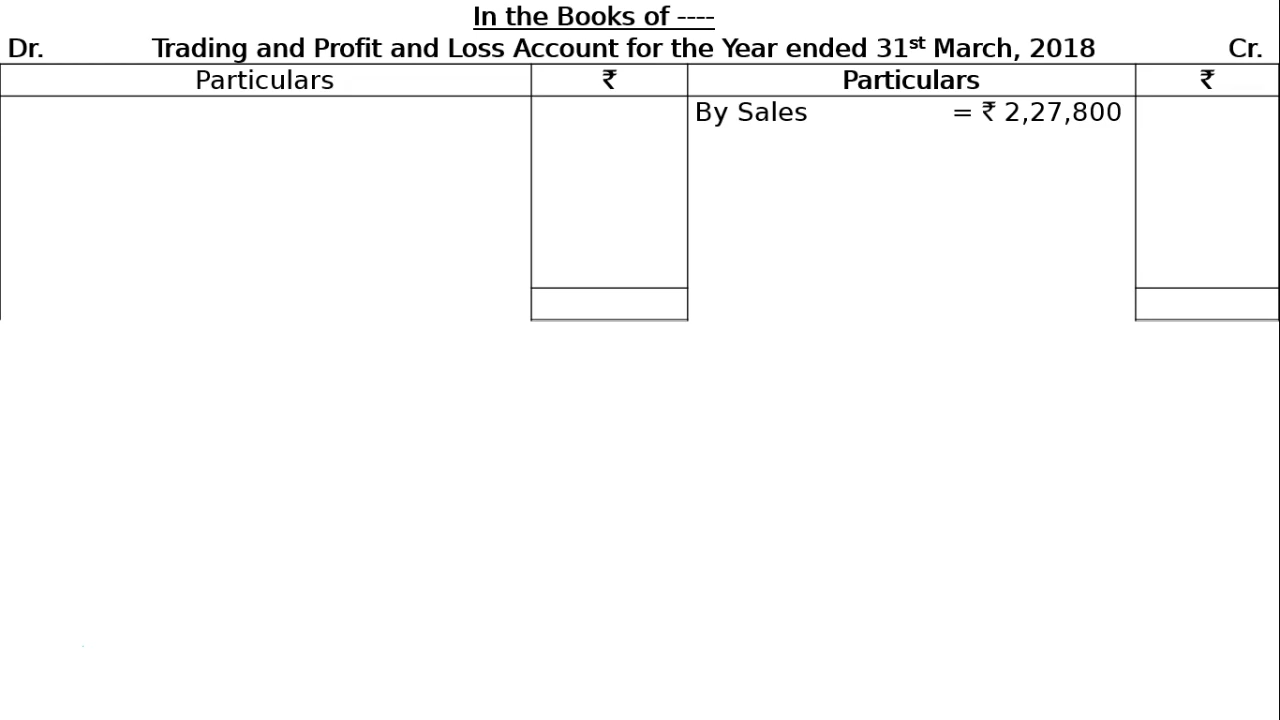 In the Books of ----
Dr. Trading and Profit and Loss Account for the Year ended 31st March, 2018 Cr.
Particulars ₹ Particulars ₹
By Sales = ₹ 2,27,800